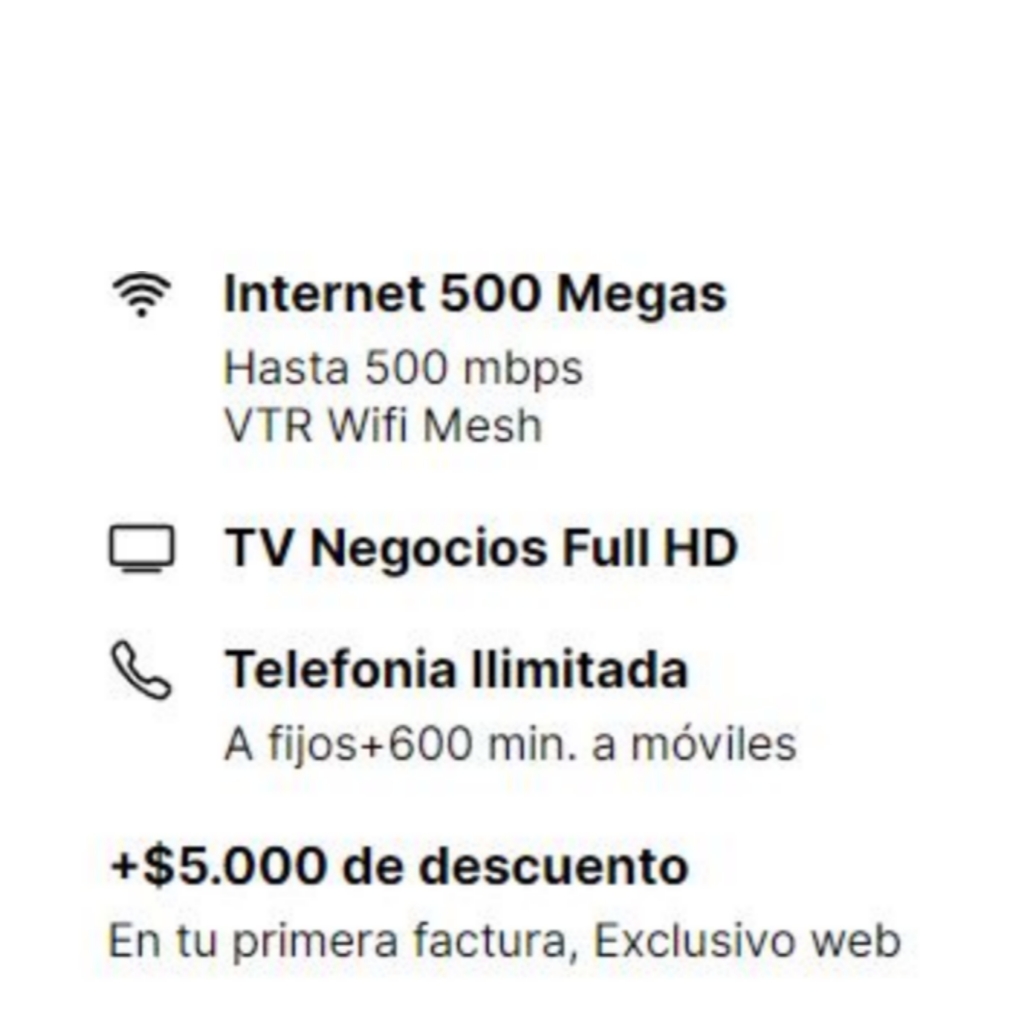 Internet 500 Megas
Hasta 500 mbps
VTR Wifi Mesh
TV Negocios Full HD
Telefonia Ilimitada
A fijos+600 min. a móviles
+$5.000 de descuento
En tu primera factura, Exclusivo web